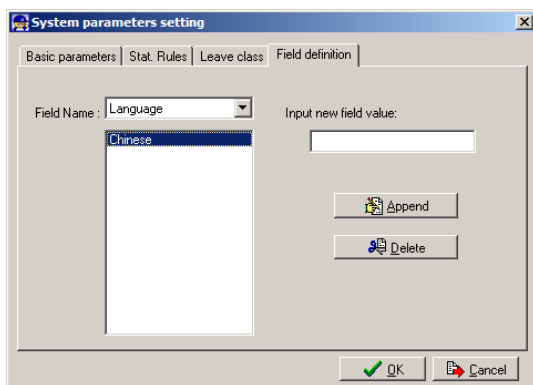 System parameters setting
Basic parameters Stat. Rules Leave class Field definition
Field Name : Language Input new field value:
Chinese
Append
Delete
OK Cancel